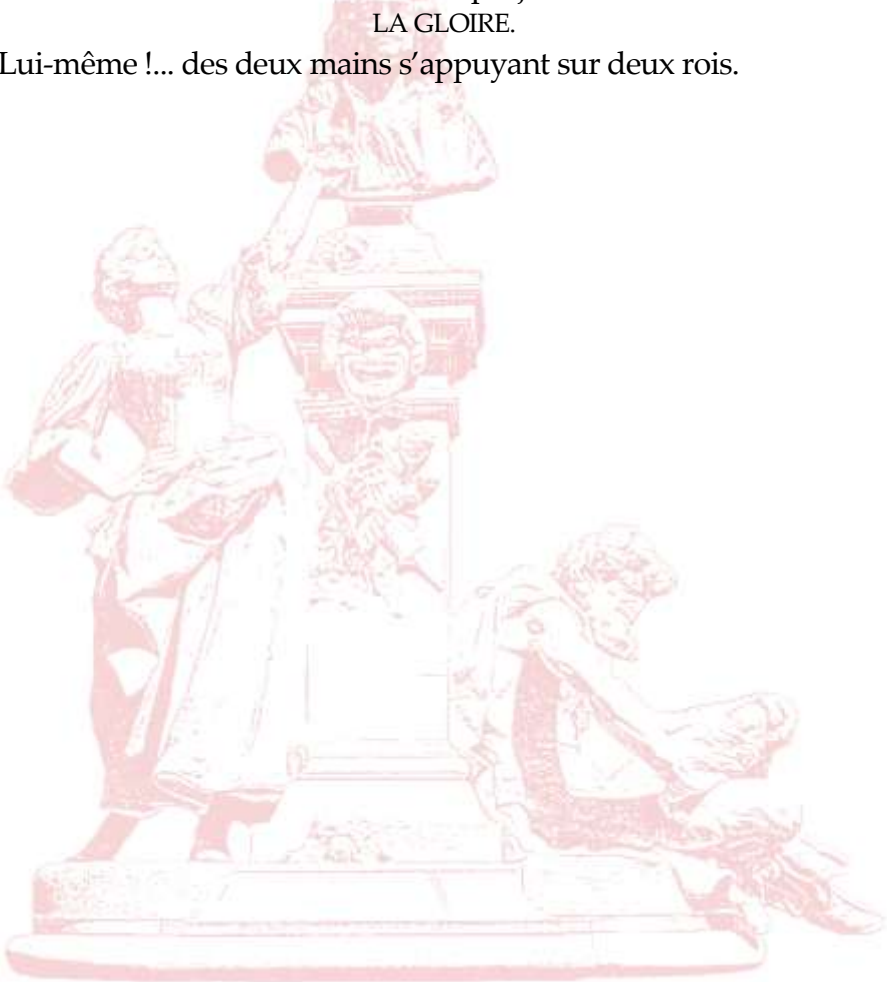 LA GLOIRE.
Lui-même !... des deux mains s’appuyant sur deux rois.